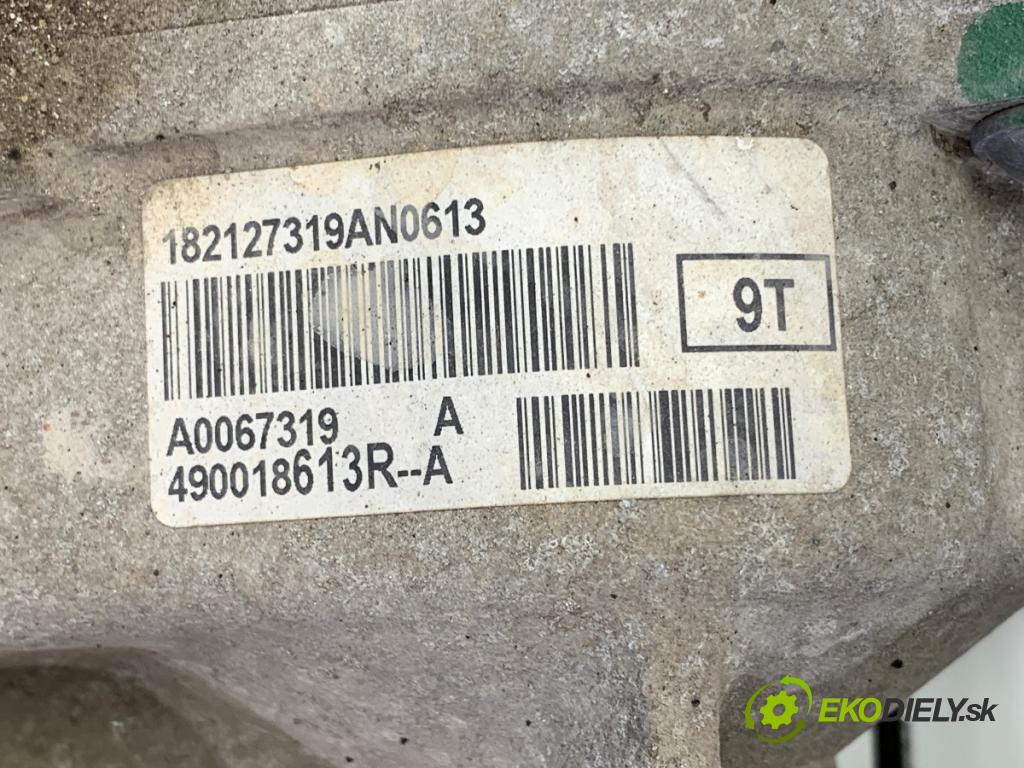 182127319AN0613
9T
A0067319 A
490018613R--A
EKODIELY.sk